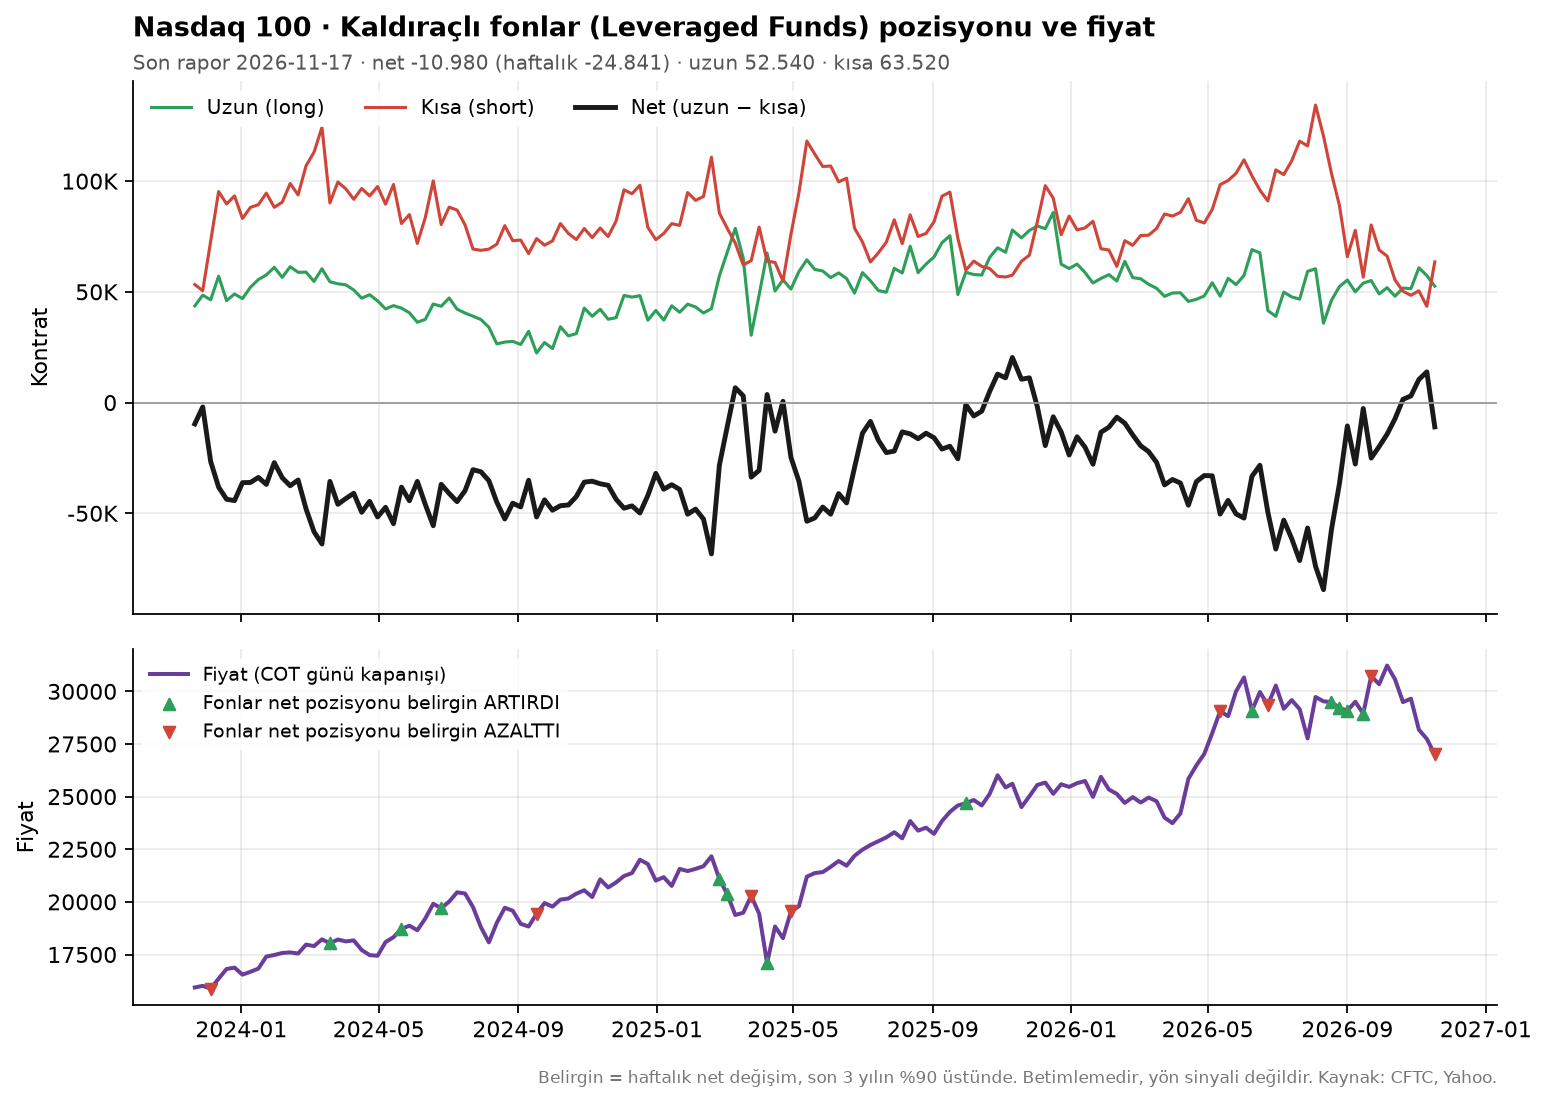 Nasdaq 100 · Kaldıraçlı fonlar (Leveraged Funds) pozisyonu ve fiyat
Son rapor 2026-11-17 · net -10.980 (haftalık -24.841) · uzun 52.540 · kısa 63.520
Uzun (long)
Kısa (short)
Net (uzun − kısa)
100K
50K
0
-50K
Kontrat
Fiyat (COT günü kapanışı)
Fonlar net pozisyonu belirgin ARTIRDI
Fonlar net pozisyonu belirgin AZALTTI
30000
27500
25000
22500
20000
17500
Fiyat
2024-01
2024-05
2024-09
2025-01
2025-05
2025-09
2026-01
2026-05
2026-09
2027-01
Belirgin = haftalık net değişim, son 3 yılın %90 üstünde. Betimlemedir, yön sinyali değildir. Kaynak: CFTC, Yahoo.